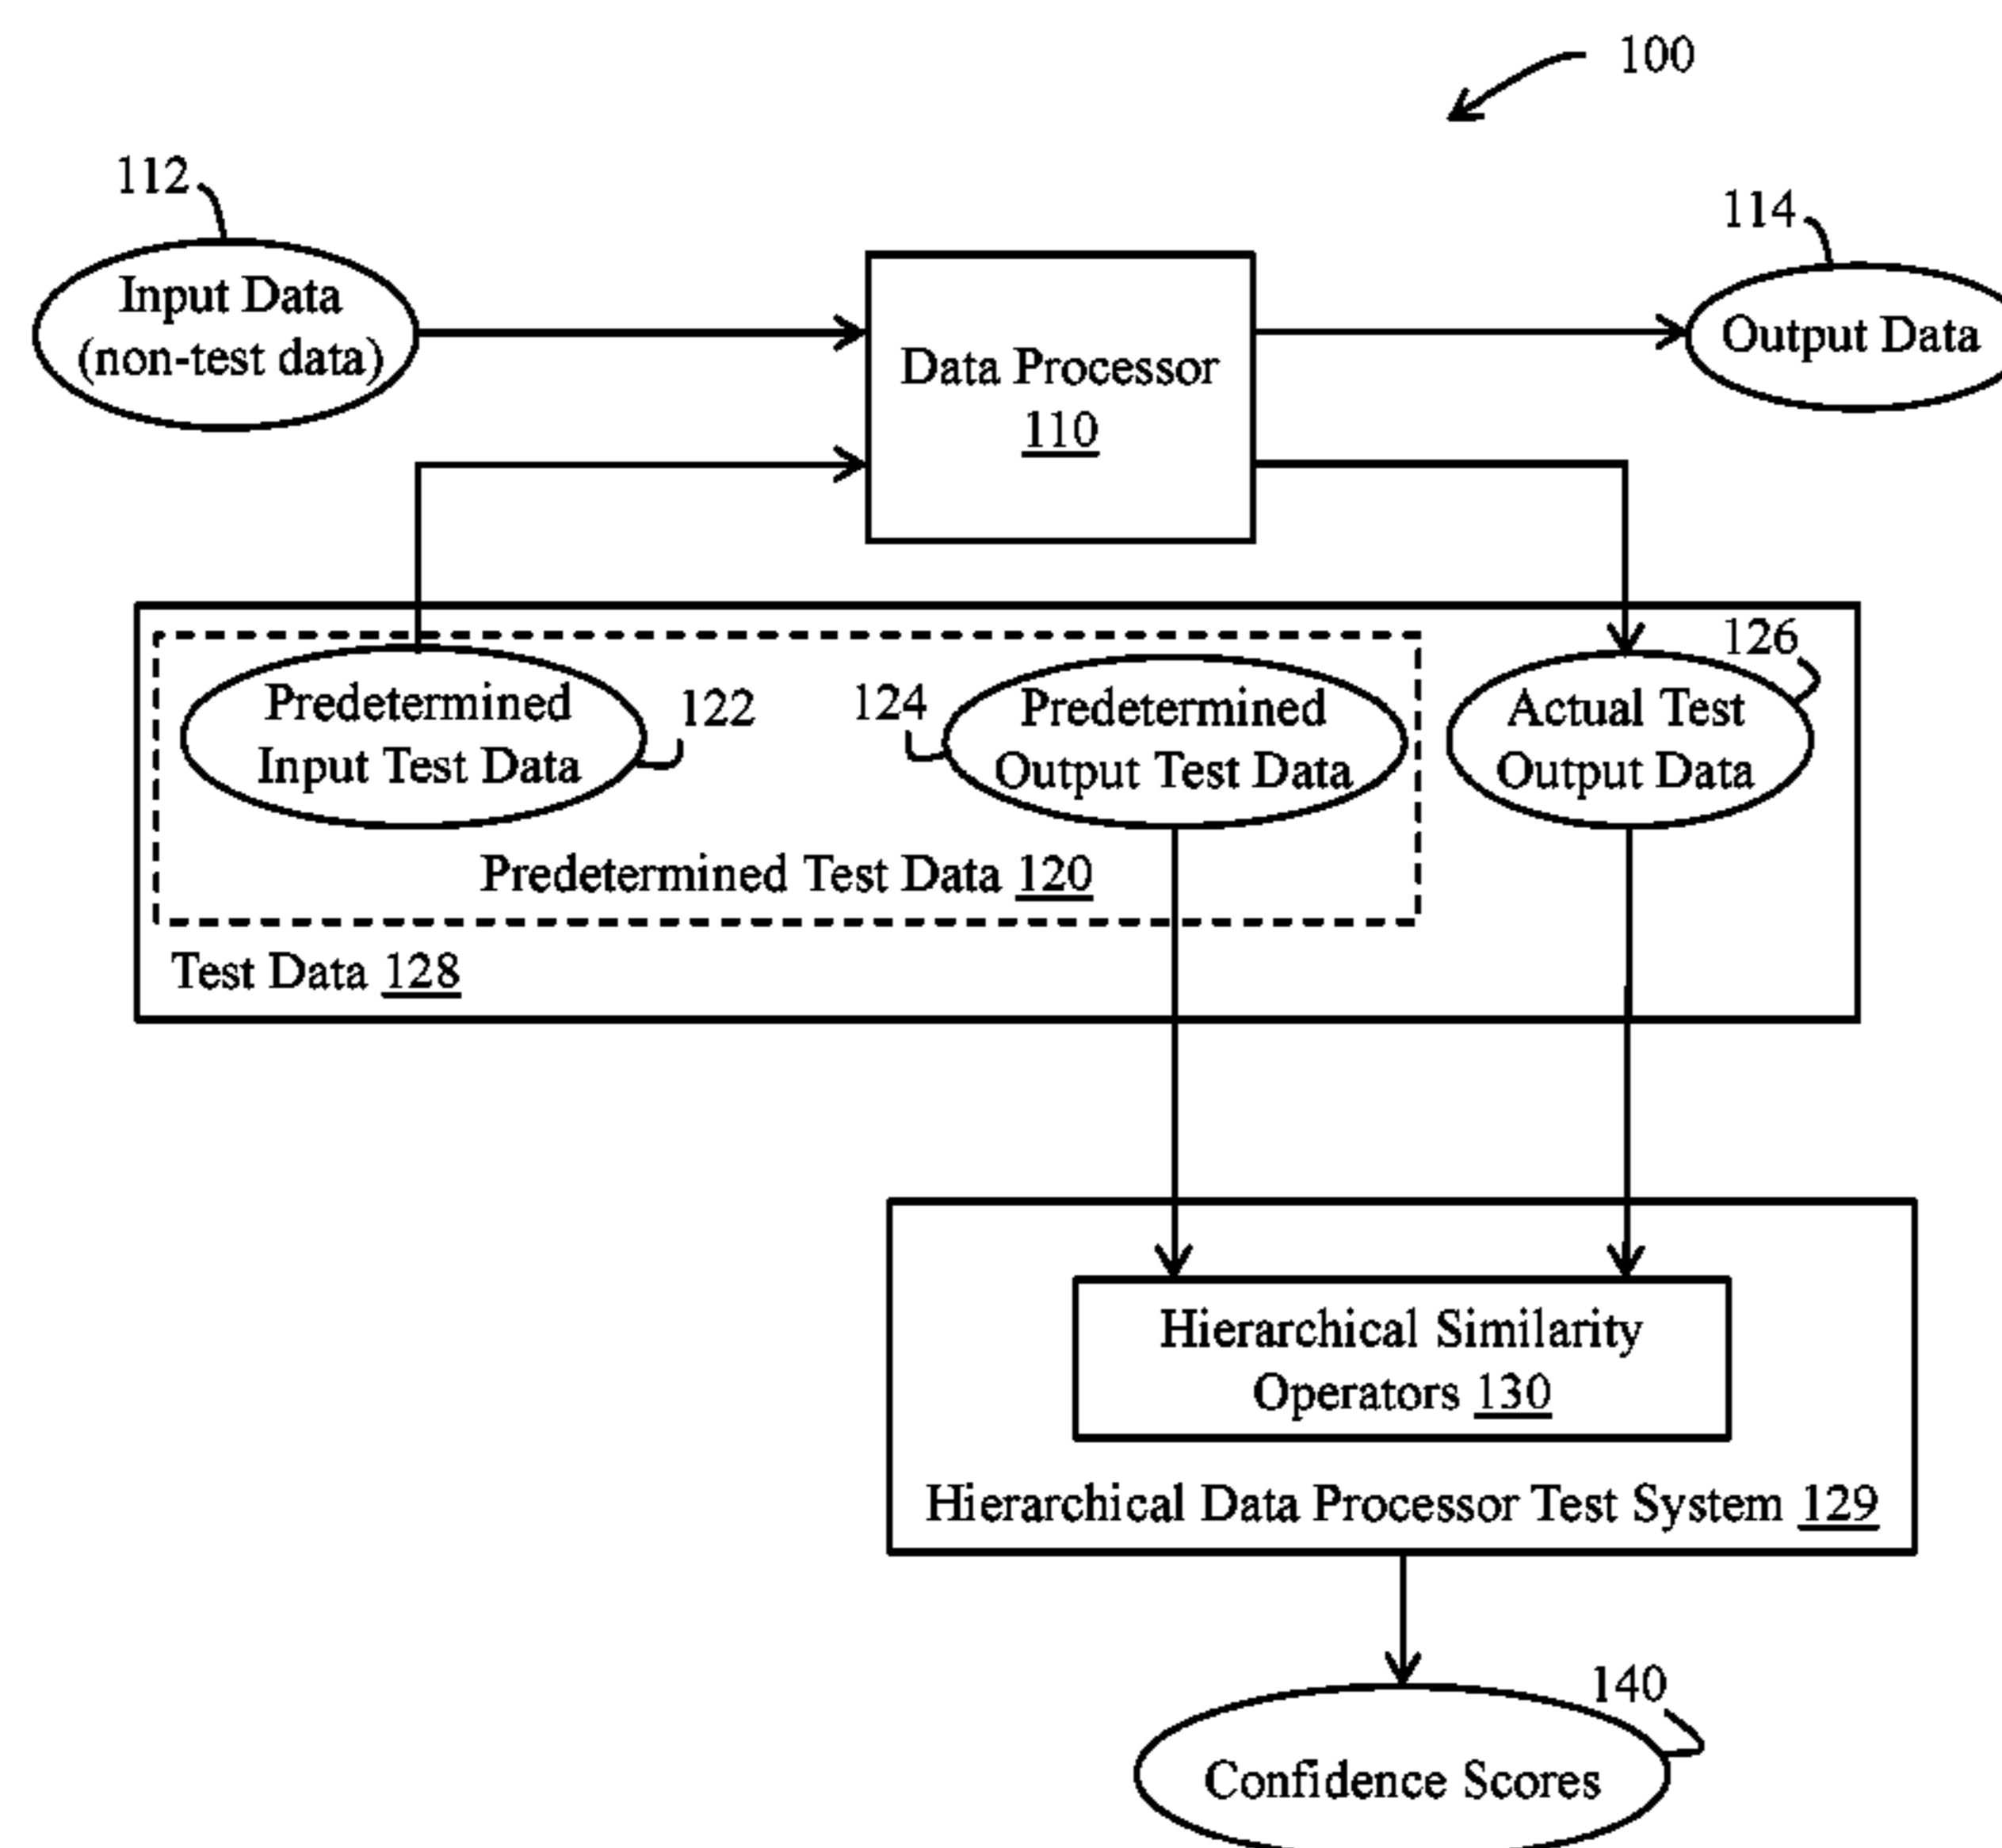 100
112
114
Input Data
(non-test data)
Data Processor
110
Output Data
126
Predetermined
Input Test Data
122
124
Predetermined
Output Test Data
Actual Test
Output Data
Predetermined Test Data 120
Test Data 128
Hierarchical Similarity
Operators 130
Hierarchical Data Processor Test System 129
140
Confidence Scores